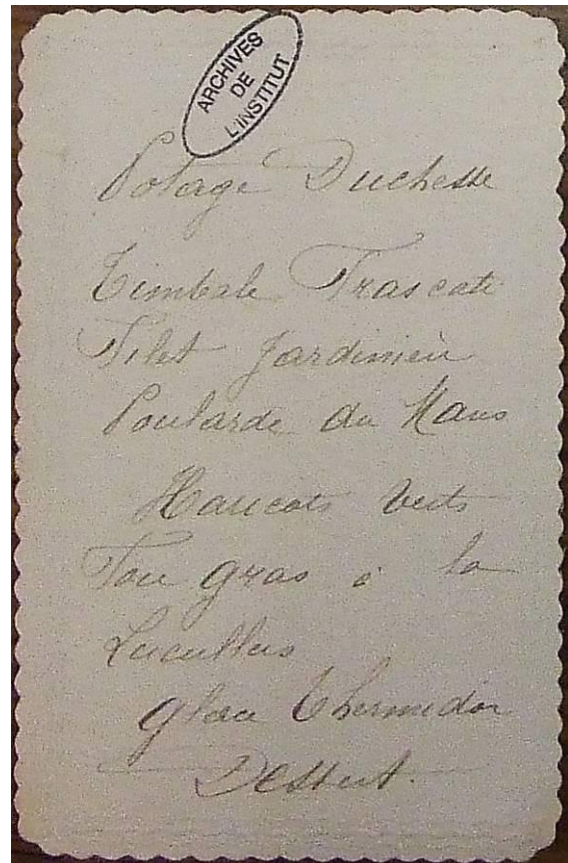 ARCHIVES
DE
L'INSTITUT
Potage Duchesse
Timbale Frascati
Filet Jardinière
Poularde du Mans
Haricots verts
Foie gras à la
Lucullus
Glace Thermidor
Dessert.